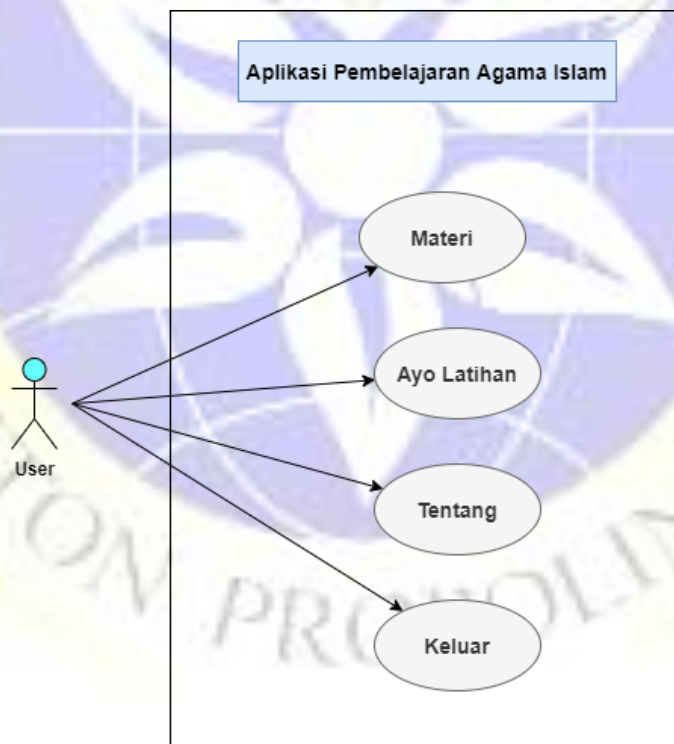 Aplikasi Pembelajaran Agama Islam
Materi
Ayo Latihan
Tentang
User
Keluar